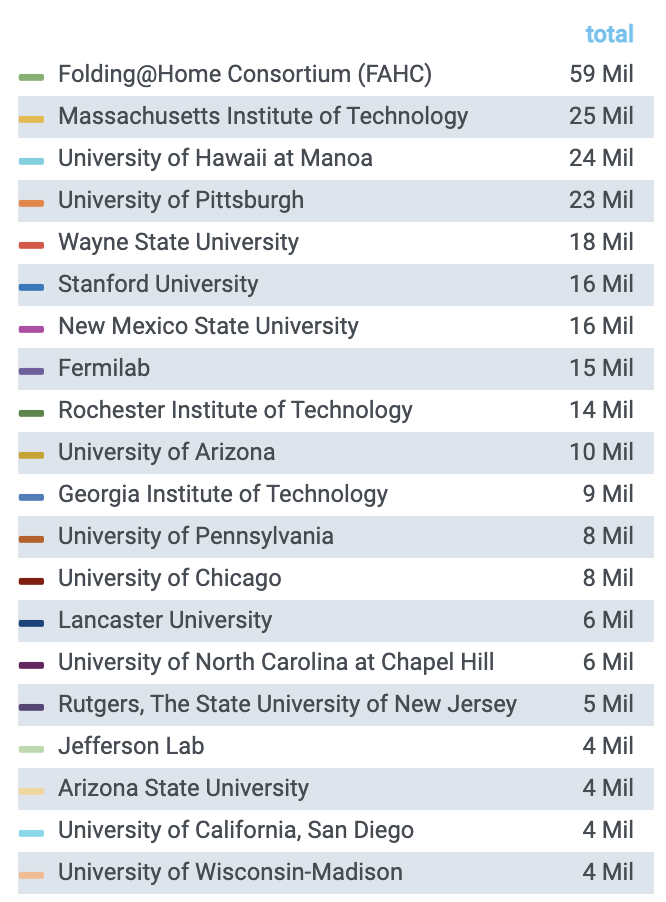 total
Folding@Home Consortium (FAHC) 59 Mil
Massachusetts Institute of Technology 25 Mil
University of Hawaii at Manoa 24 Mil
University of Pittsburgh 23 Mil
Wayne State University 18 Mil
Stanford University 16 Mil
New Mexico State University 16 Mil
Fermilab 15 Mil
Rochester Institute of Technology 14 Mil
University of Arizona 10 Mil
Georgia Institute of Technology 9 Mil
University of Pennsylvania 8 Mil
University of Chicago 8 Mil
Lancaster University 6 Mil
University of North Carolina at Chapel Hill 6 Mil
Rutgers, The State University of New Jersey 5 Mil
Jefferson Lab 4 Mil
Arizona State University 4 Mil
University of California, San Diego 4 Mil
University of Wisconsin-Madison 4 Mil